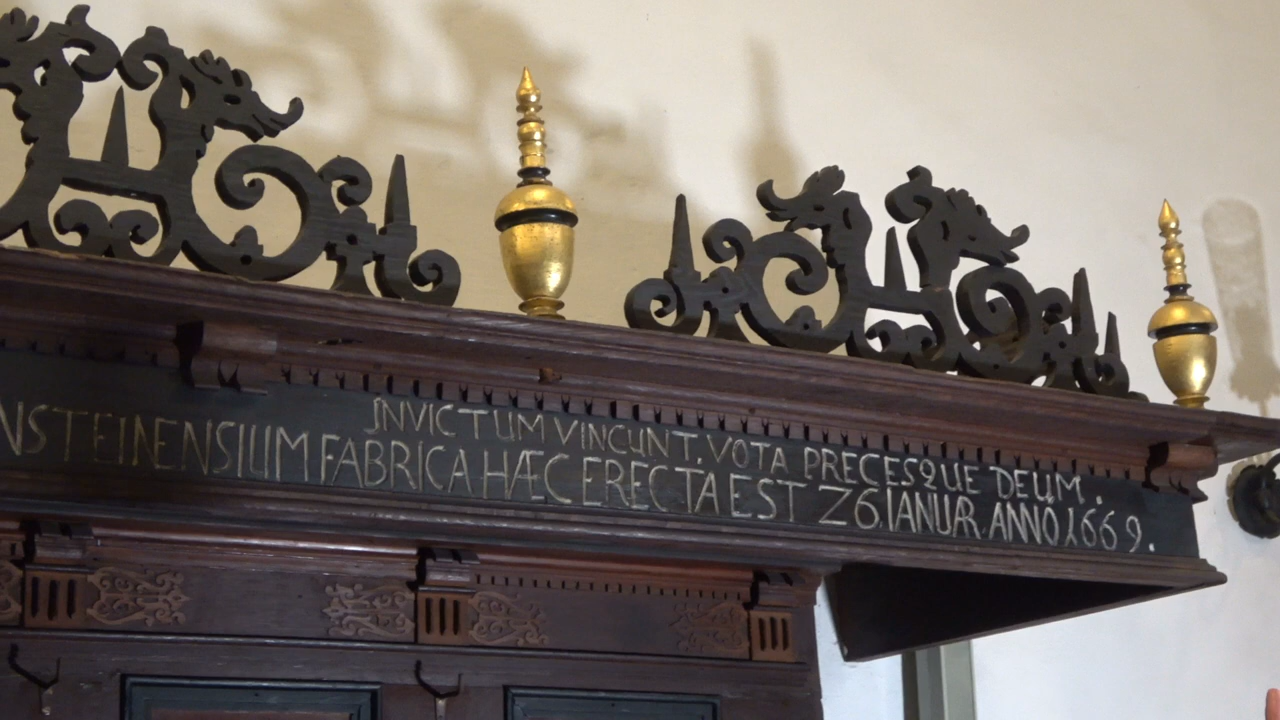 INVICTUM VINCUNT. VOTA PRECESQUE DEUM.
NSTEINENSIUM FABRICA HÆC ERECTA EST Z6. IANUAR. ANNO 1669.